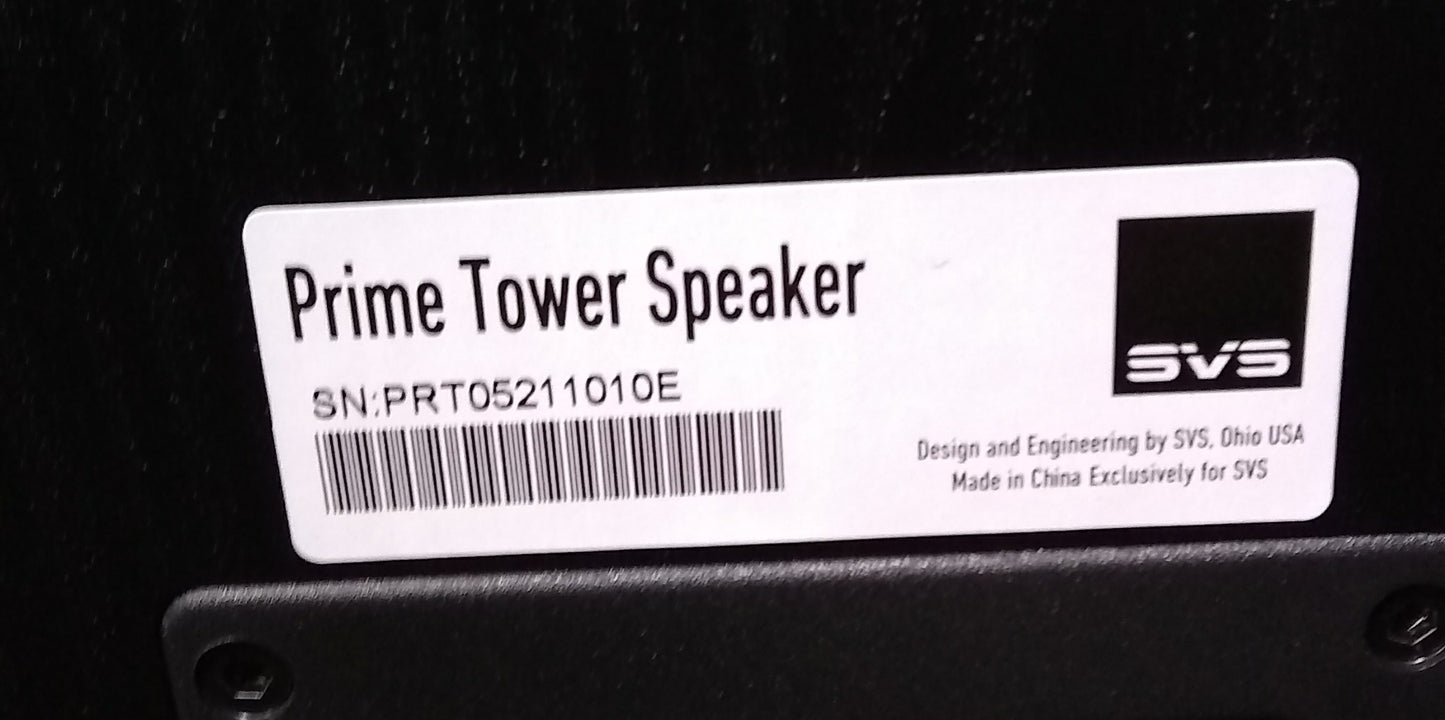 Prime Tower Speaker
SN:PRT05211010E
SVS
Design and Engineering by SVS, Ohio USA
Made in China Exclusively for SVS